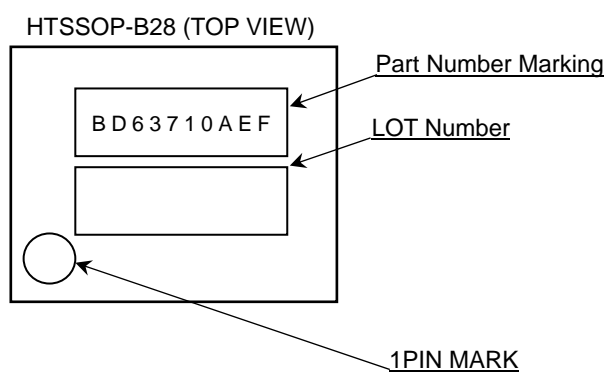 HTSSOP-B28 (TOP VIEW)
Part Number Marking
BD63710AEF
LOT Number
1PIN MARK